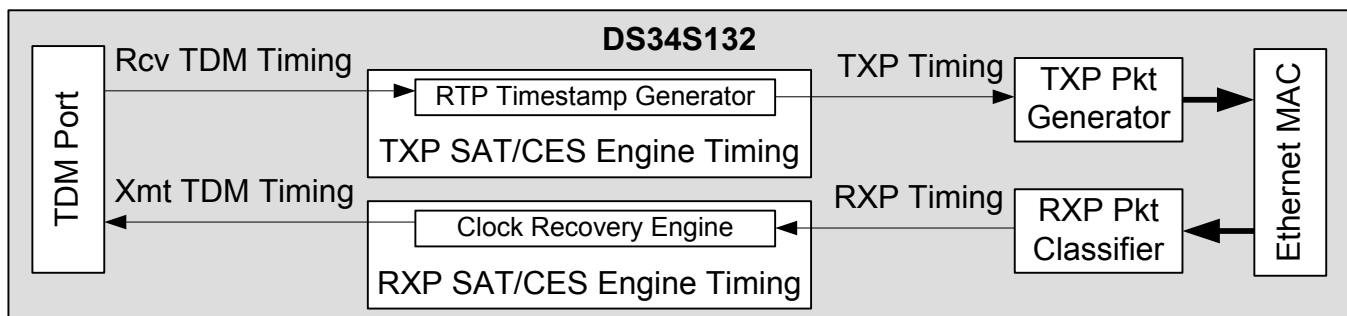 DS34S132
TDM Port
Rcv TDM Timing
RTP Timestamp Generator
TXP SAT/CES Engine Timing
TXP Timing
TXP Pkt
Generator
Ethernet MAC
Xmt TDM Timing
Clock Recovery Engine
RXP SAT/CES Engine Timing
RXP Timing
RXP Pkt
Classifier